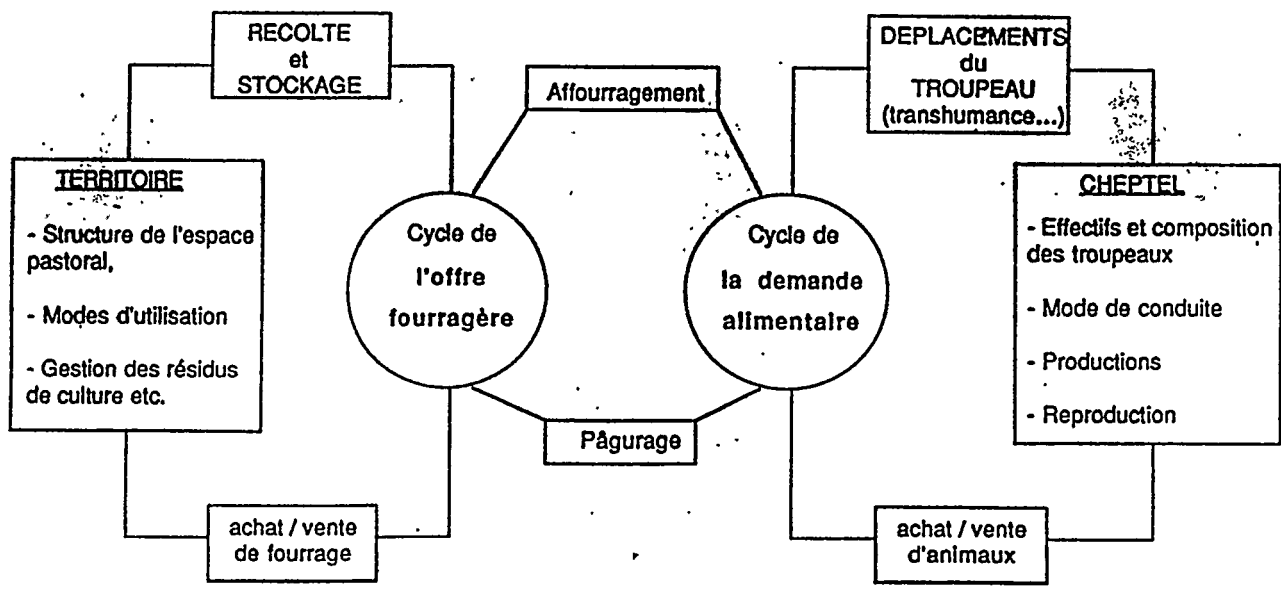 RECOLTE
et
STOCKAGE
Affourragement
DEPLACEMENTS
du
TROUPEAU
(transhumance...)
TERRITOIRE
- Structure de l'espace
pastoral,
- Modes d'utilisation
- Gestion des résidus
de culture etc.
Cycle de
l'offre
fourragère
Cycle de
la demande
alimentaire
CHEPTEL
- Effectifs et composition
des troupeaux
- Mode de conduite
- Productions
- Reproduction
Pâgurage
achat / vente
de fourrage
achat / vente
d'animaux